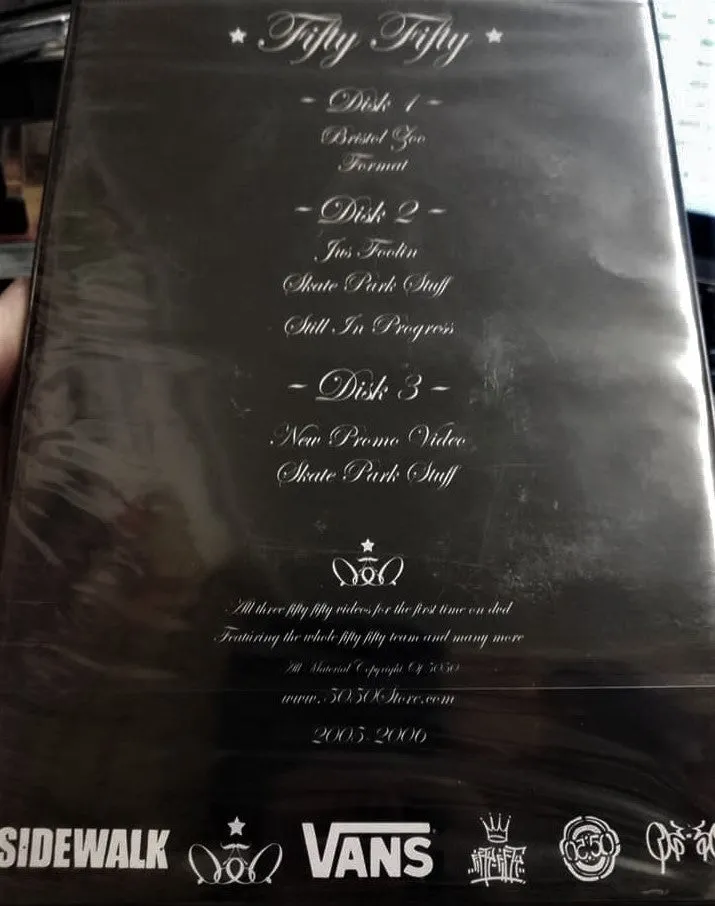 Fifty Fifty
- Disk 1 -
Bristol Zoo
Format
- Disk 2 -
Jus Foolin
Skate Park Stuff
Still In Progress
- Disk 3 -
New Promo Video
Skate Park Stuff
All three fifty fifty videos for the first time on dvd
Featuring the whole fifty fifty team and many more
All Material Copyright Of 5050
www.5050Store.com
2005-2006
SIDEWALK
VANS